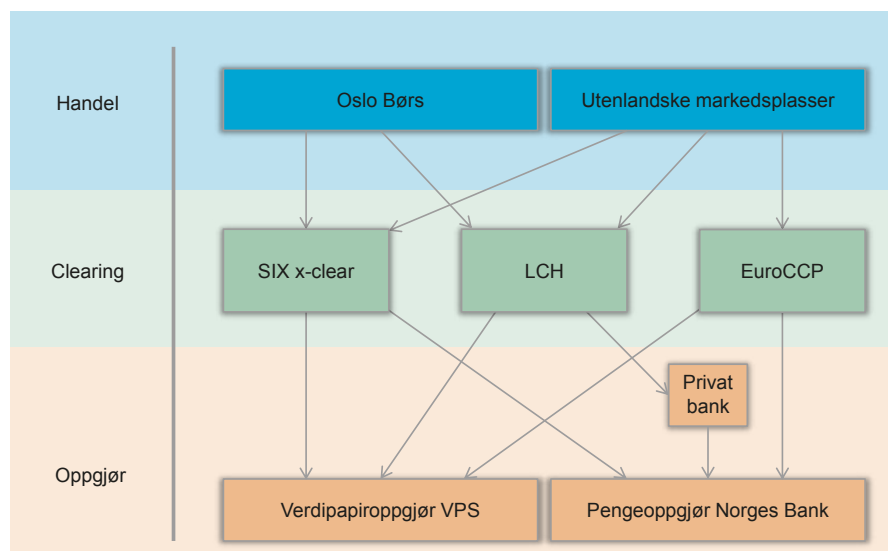 Handel
Oslo Børs
Utenlandske markedsplasser
Clearing
SIX x-clear
LCH
EuroCCP
Privat
bank
Oppgjør
Verdipapiroppgjør VPS
Pengeoppgjør Norges Bank